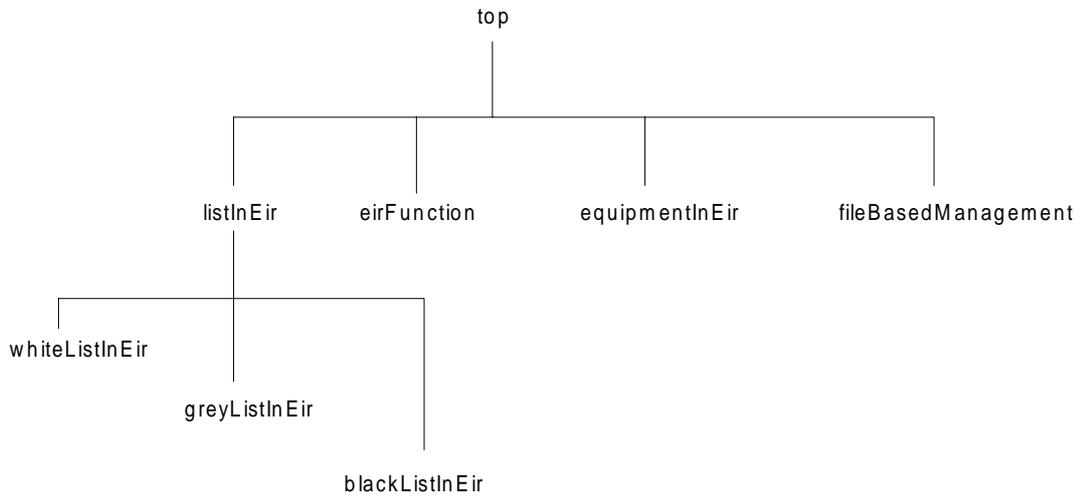 top
listInEir eirFunction equipmentInEir fileBasedManagement
whiteListInEir
greyListInEir
blackListInEir